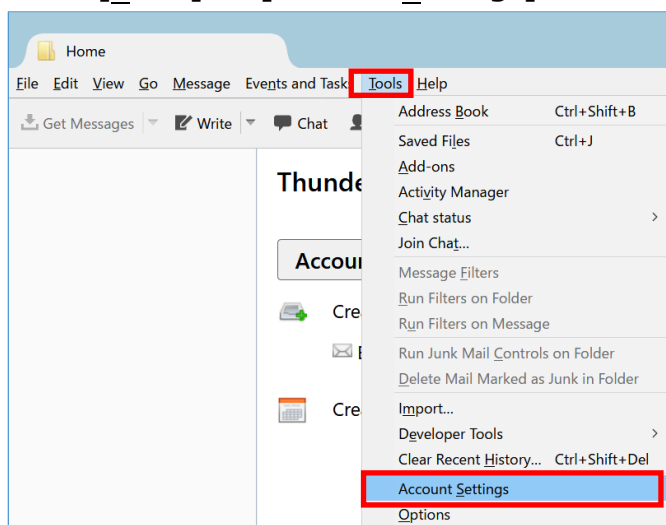 Home
File Edit View Go Message Events and Task Tools Help
Get Messages Write Chat
Address Book Ctrl+Shift+B
Saved Files Ctrl+J
Add-ons
Activity Manager
Chat status
Join Chat...
Message Filters
Run Filters on Folder
Run Filters on Message
Run Junk Mail Controls on Folder
Delete Mail Marked as Junk in Folder
Import...
Developer Tools
Clear Recent History... Ctrl+Shift+Del
Account Settings
Options
Thunde
Accou
Cre
Cre